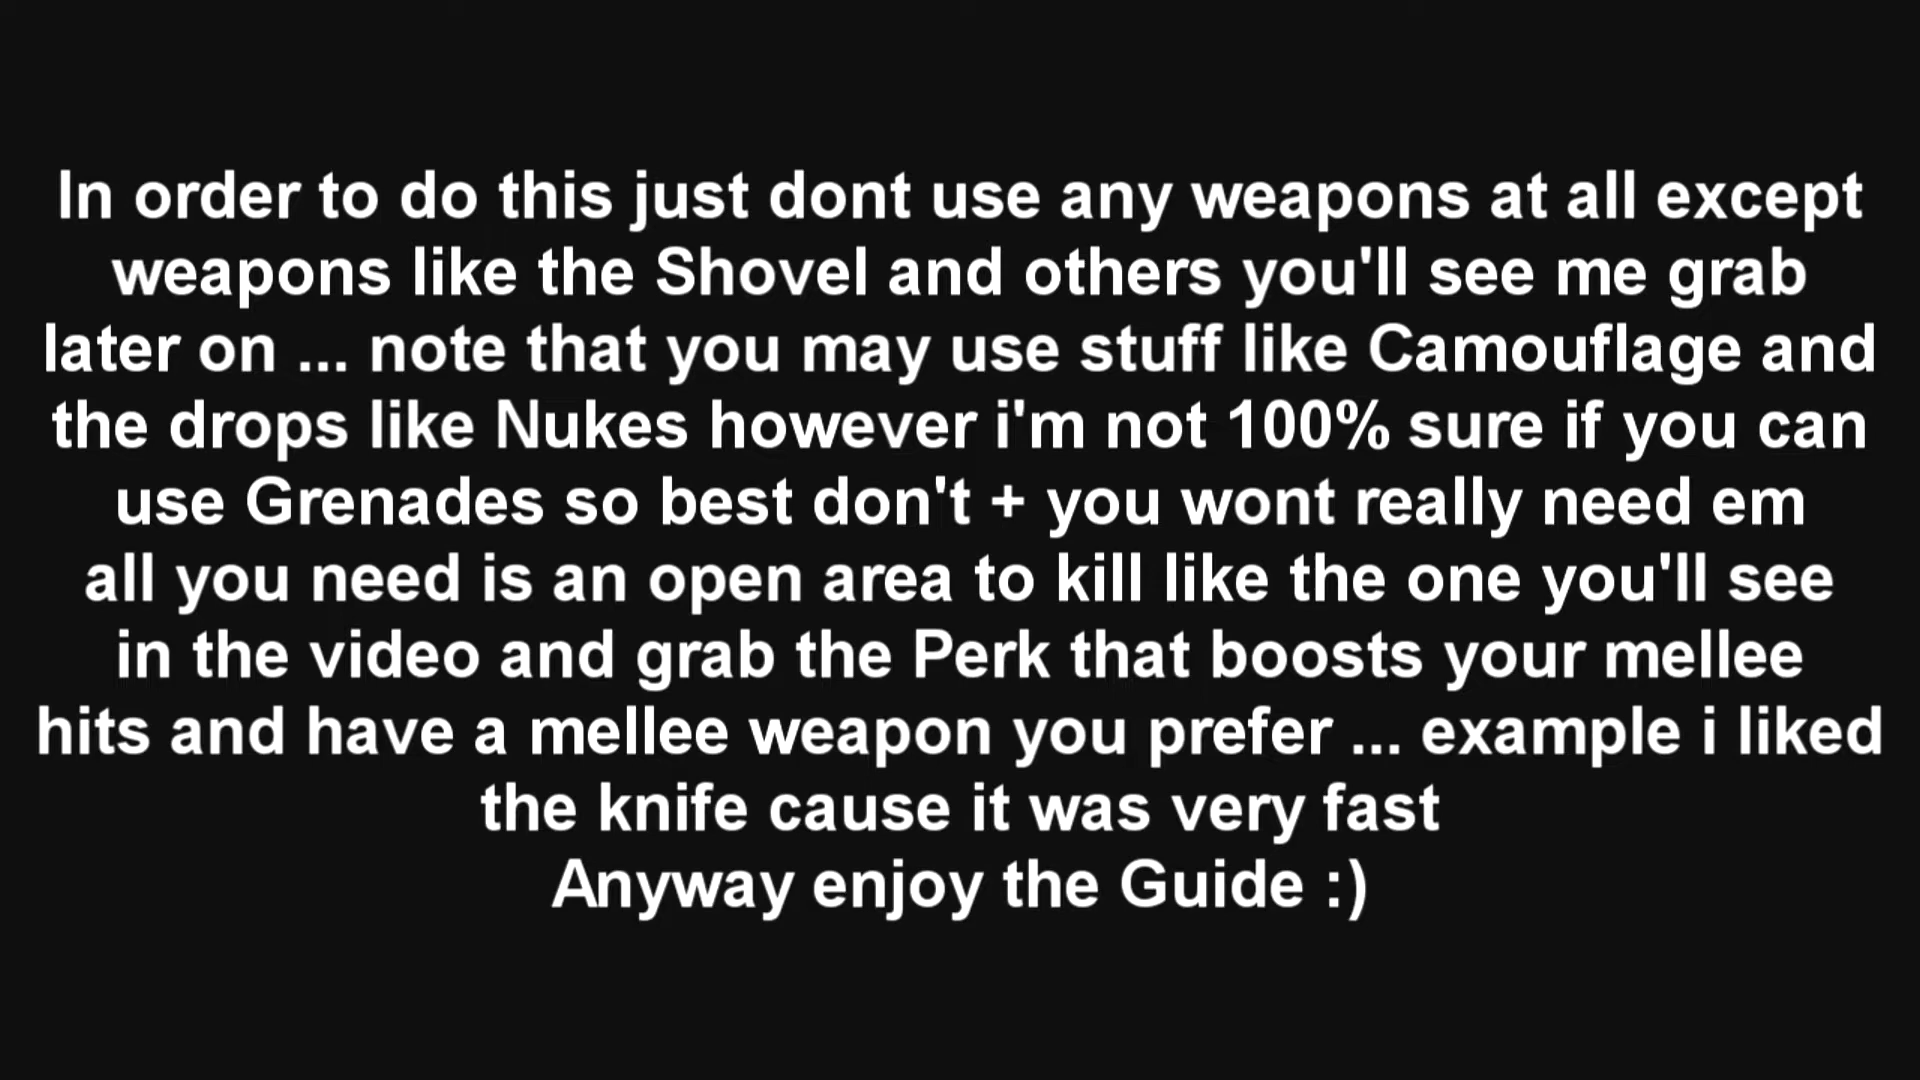 In order to do this just dont use any weapons at all except
weapons like the Shovel and others you'll see me grab
later on ... note that you may use stuff like Camouflage and
the drops like Nukes however i'm not 100% sure if you can
use Grenades so best don't + you wont really need em
all you need is an open area to kill like the one you'll see
in the video and grab the Perk that boosts your mellee
hits and have a mellee weapon you prefer ... example i liked
the knife cause it was very fast
Anyway enjoy the Guide :)